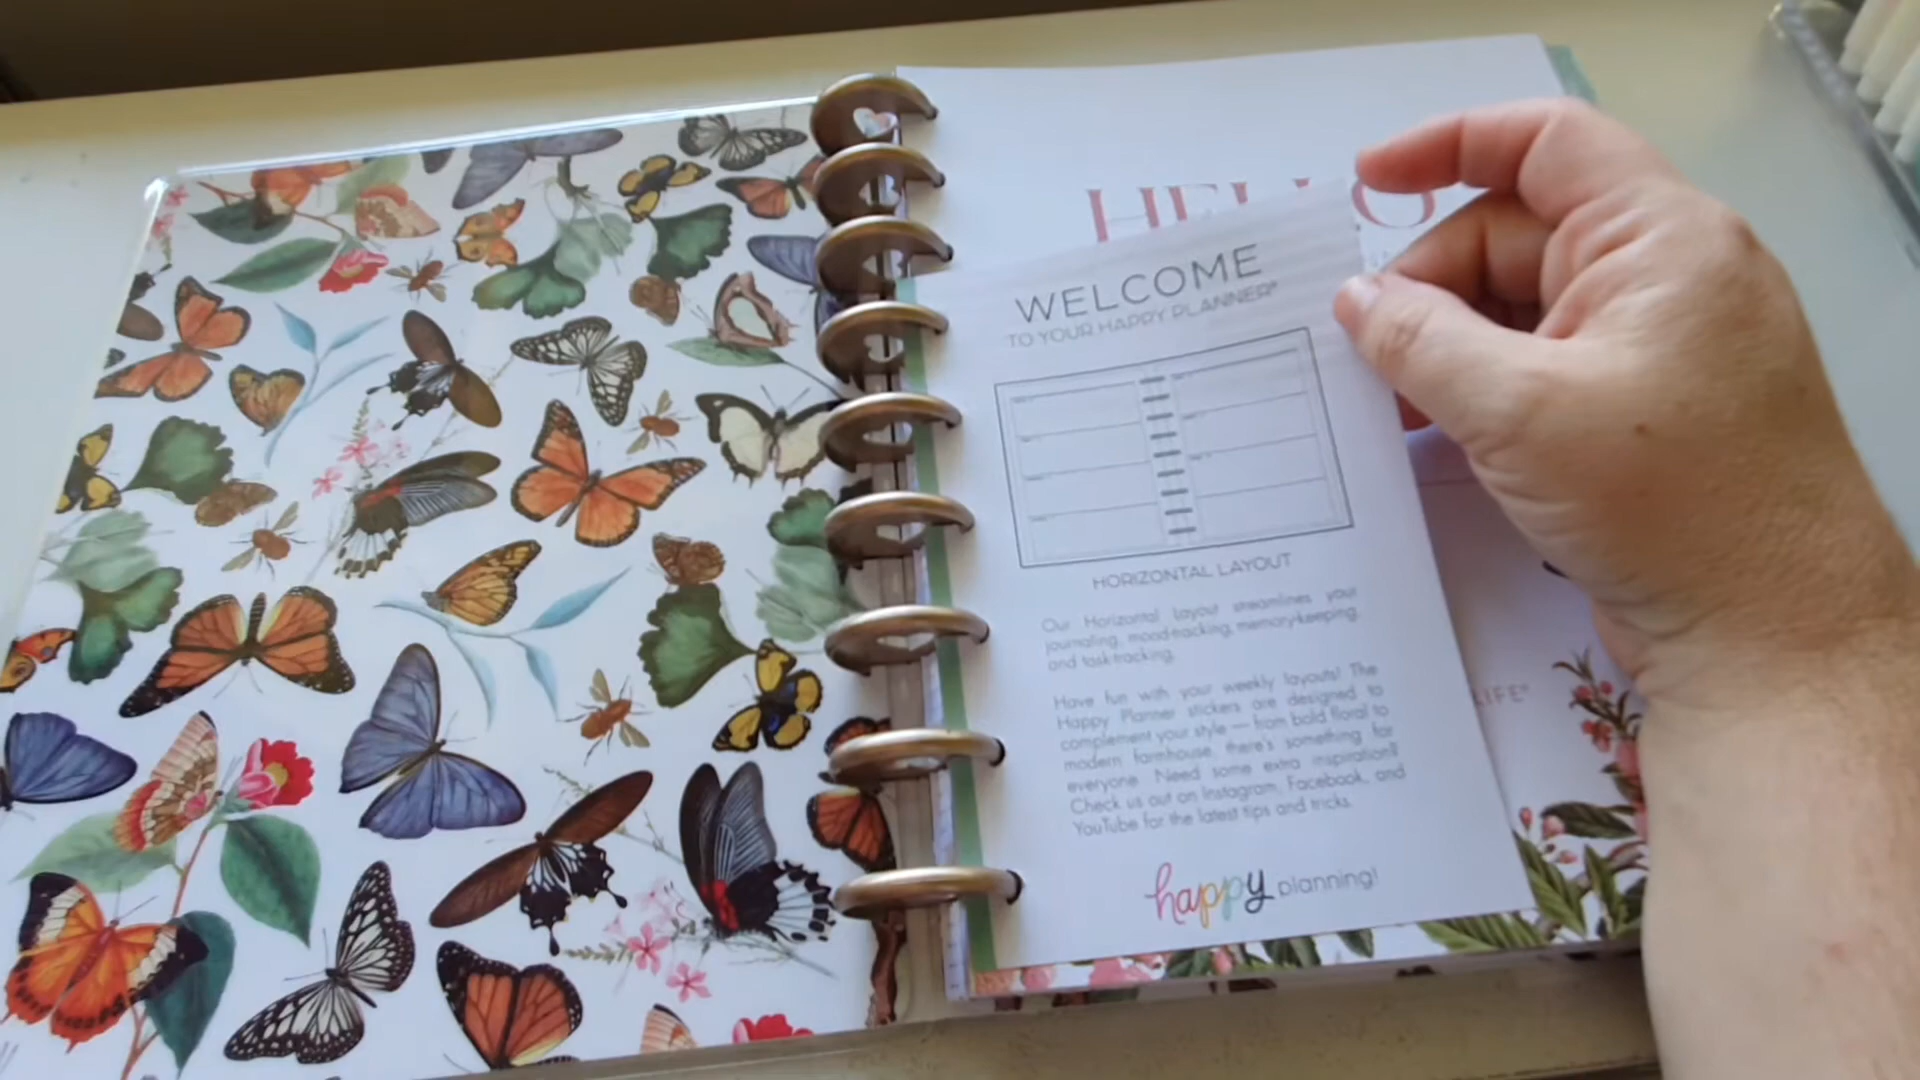 HELLO
WELCOME
TO YOUR HAPPY PLANNER®
HORIZONTAL LAYOUT
Our Horizontal Layout streamlines your
journaling, mood-tracking, memory-keeping,
and task-tracking.
Have fun with your weekly layouts! The
Happy Planner stickers are designed to
complement your style — from bold floral to
modern farmhouse, there's something for
everyone. Need some extra inspiration?
Check us out on Instagram, Facebook, and
YouTube for the latest tips and tricks.
happy planning!
LIFE®